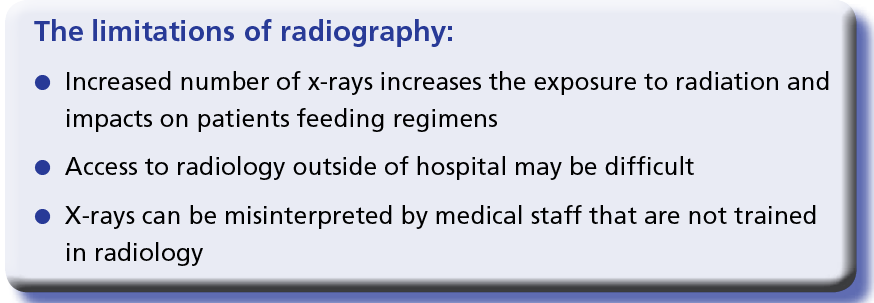 The limitations of radiography:
● Increased number of x-rays increases the exposure to radiation and
impacts on patients feeding regimens
● Access to radiology outside of hospital may be difficult
● X-rays can be misinterpreted by medical staff that are not trained
in radiology